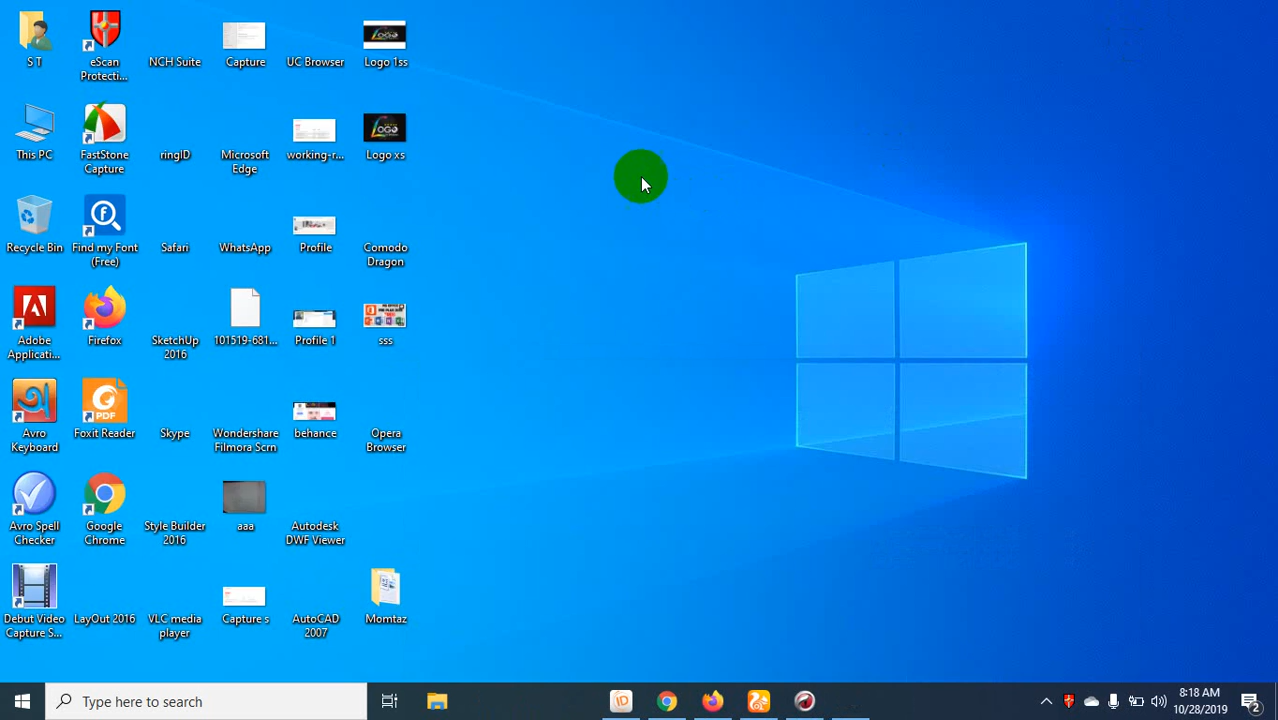 S T
eScan
Protecti...
NCH Suite
Capture
UC Browser
Logo 1ss
This PC
FastStone
Capture
ringID
Microsoft
Edge
working-r...
LOGO
Logo xs
Recycle Bin
Find my Font
(Free)
Safari
WhatsApp
Profile
Comodo
Dragon
Adobe
Applicati...
Firefox
SketchUp
2016
101519-681...
Profile 1
sss
Avro
Keyboard
PDF
Foxit Reader
Skype
Wondershare
Filmora Scrn
behance
Opera
Browser
Avro Spell
Checker
Google
Chrome
Style Builder
2016
aaa
Autodesk
DWF Viewer
Debut Video
Capture S...
LayOut 2016
VLC media
player
Capture s
AutoCAD
2007
Momtaz
Type here to search
iD
8:18 AM
10/28/2019
2